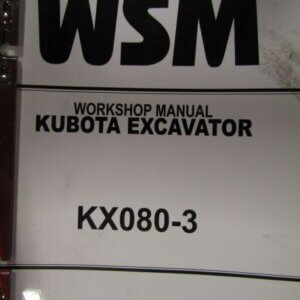 WSM
WORKSHOP MANUAL
KUBOTA EXCAVATOR
KX080-3